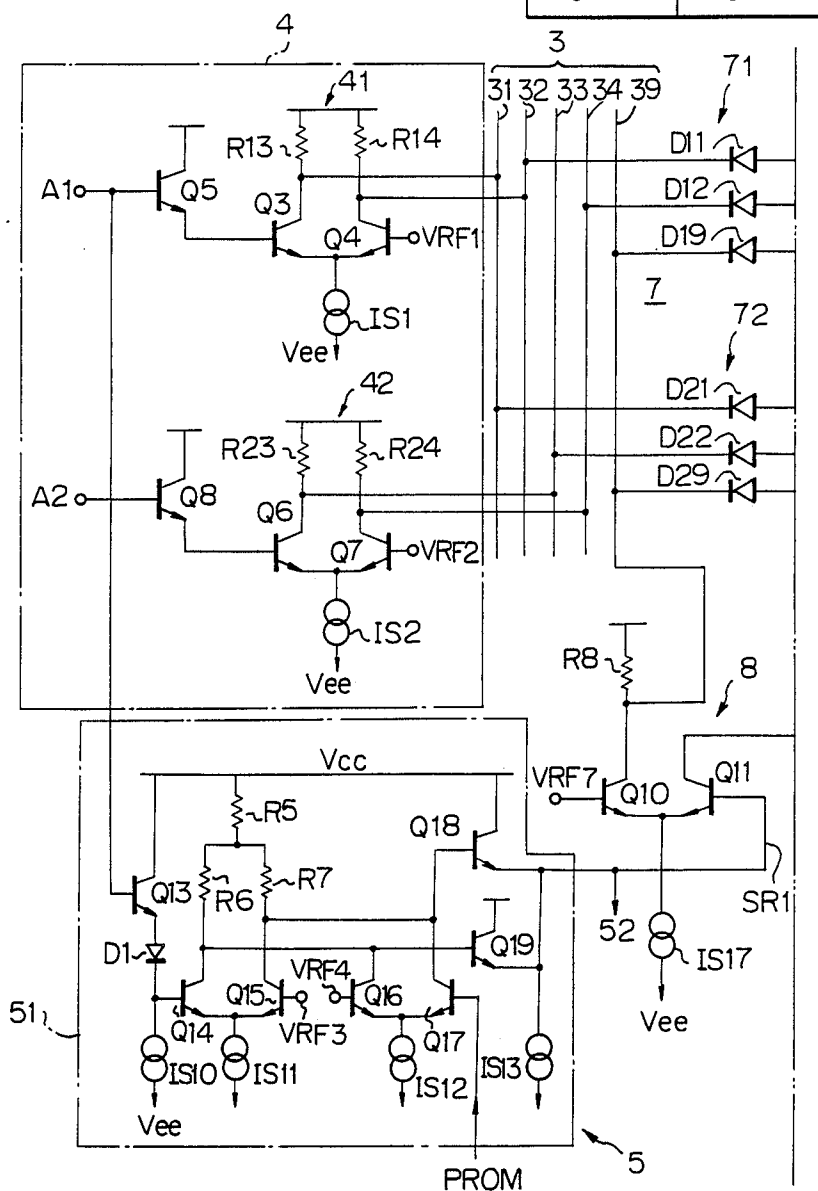 4
3
41
31 32 33 34 39
71
R13
R14
D11
A1
Q5
Q3
Q4
VRF1
D12
D19
IS1
Vee
7
72
42
D21
R23
R24
D22
A2
Q8
Q6
Q7
VRF2
D29
IS2
Vee
R8
8
Vcc
VRF7
Q10
Q11
R5
Q18
R6
R7
Q13
SR1
D1
Q19
52
IS17
VRF4
51
Q14
Q15
VRF3
Q16
Q17
Vee
IS10
IS11
IS12
IS13
Vee
5
PROM